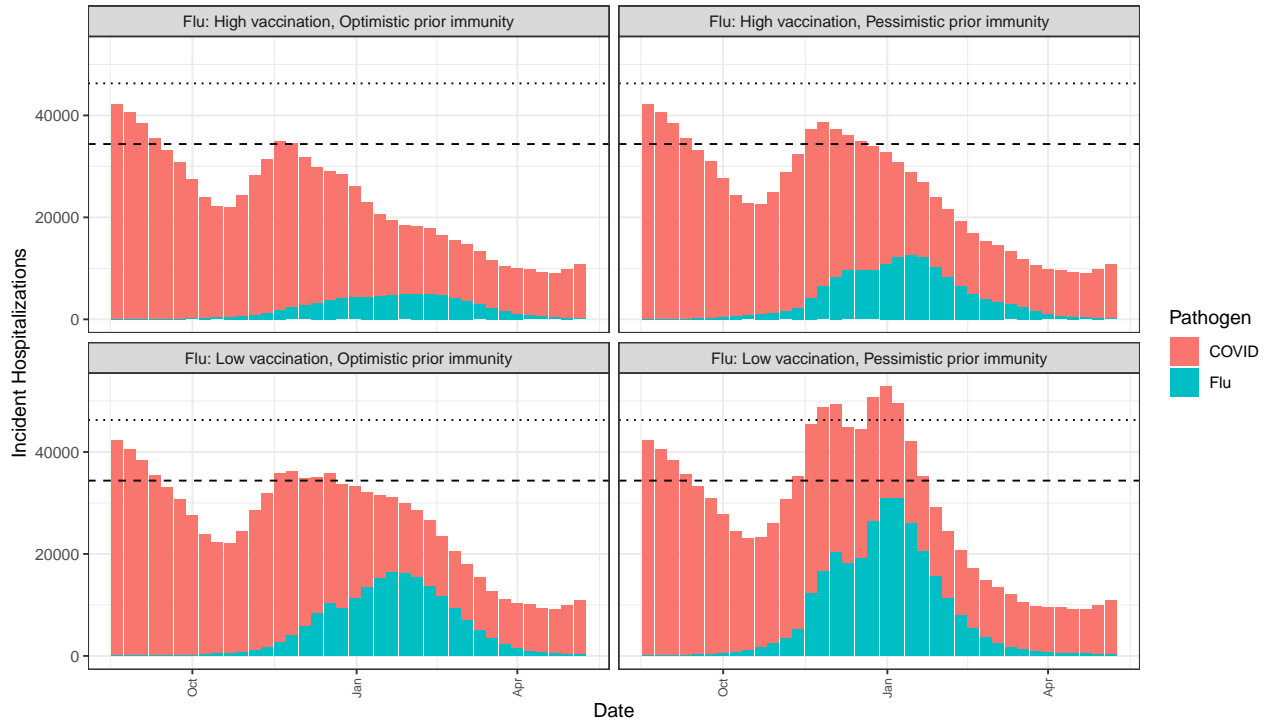 Flu: High vaccination, Optimistic prior immunity
Flu: High vaccination, Pessimistic prior immunity
40000
20000
0
Flu: Low vaccination, Optimistic prior immunity
Flu: Low vaccination, Pessimistic prior immunity
40000
20000
0
Incident Hospitalizations
Oct
Jan
Apr
Oct
Jan
Apr
Date
Pathogen
COVID
Flu